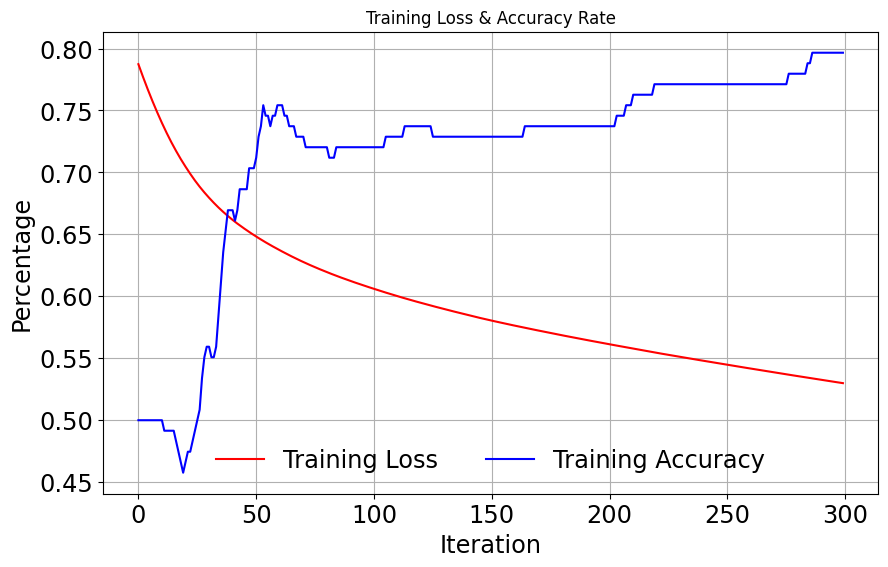 Training Loss & Accuracy Rate
0.80
0.75
0.70
0.65
0.60
0.55
0.50
0.45
Percentage
Training Loss
Training Accuracy
0 50 100 150 200 250 300
Iteration